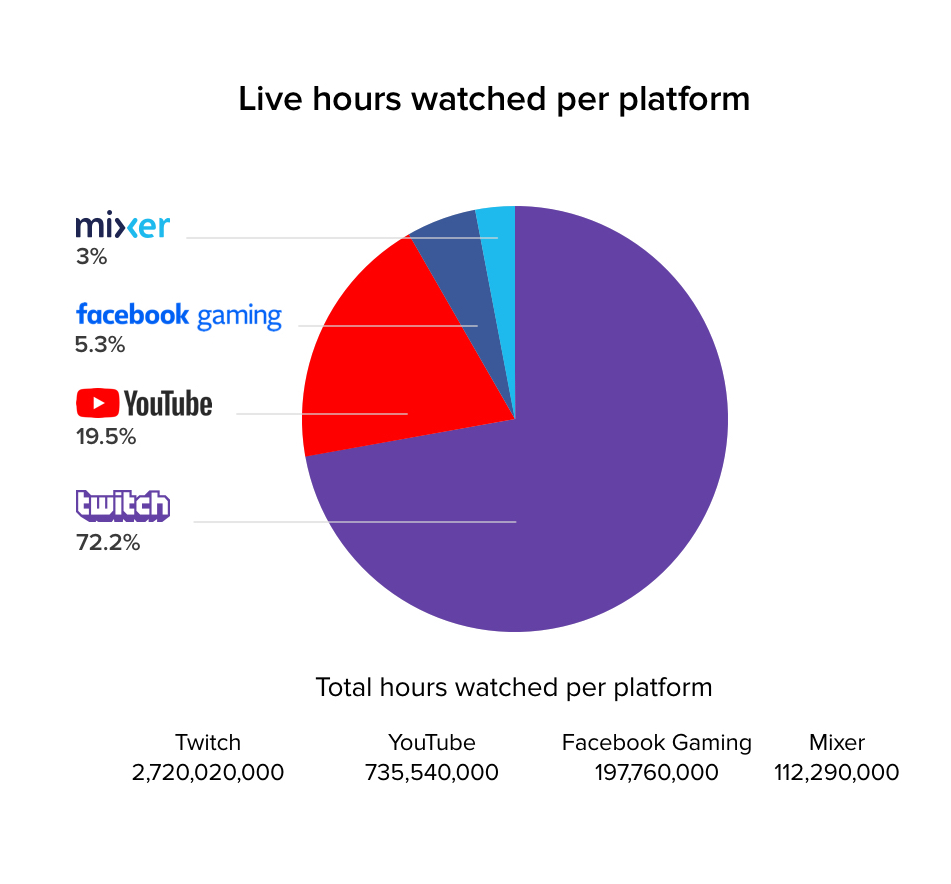 Live hours watched per platform
mixer
3%
facebook gaming
5.3%
YouTube
19.5%
twitch
72.2%
Total hours watched per platform
Twitch YouTube Facebook Gaming Mixer
2,720,020,000 735,540,000 197,760,000 112,290,000